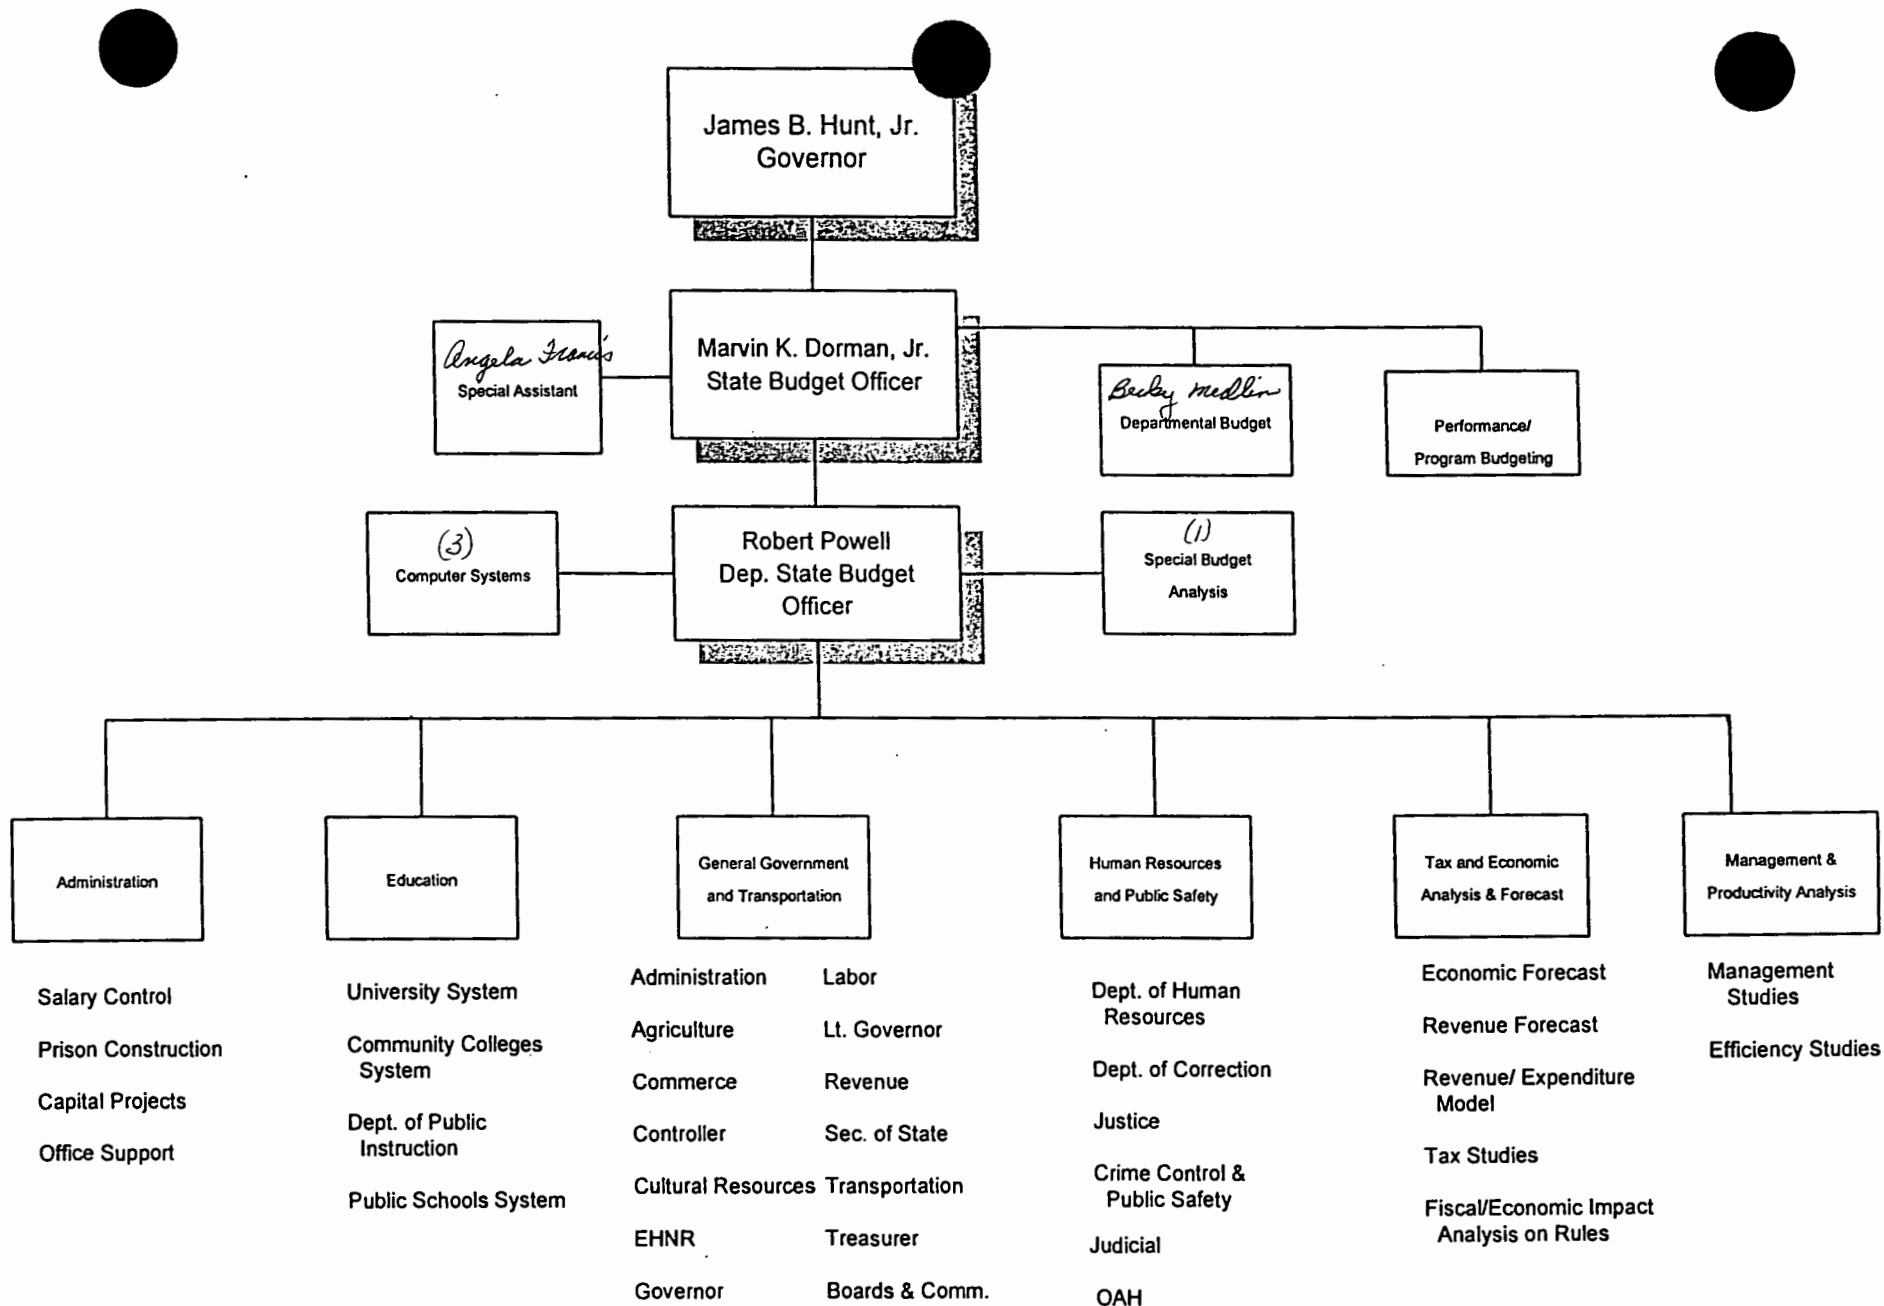 James B. Hunt, Jr.
Governor
Marvin K. Dorman, Jr.
State Budget Officer
Angela Francis
Special Assistant
Becky Medlin
Departmental Budget
Performance/
Program Budgeting
(3)
Computer Systems
Robert Powell
Dep. State Budget
Officer
(1)
Special Budget
Analysis
Administration
Salary Control
Prison Construction
Capital Projects
Office Support
Education
University System
Community Colleges
System
Dept. of Public
Instruction
Public Schools System
General Government
and Transportation
Administration
Agriculture
Commerce
Controller
Cultural Resources
EHNR
Governor
Labor
Lt. Governor
Revenue
Sec. of State
Transportation
Treasurer
Boards & Comm.
Human Resources
and Public Safety
Dept. of Human
Resources
Dept. of Correction
Justice
Crime Control &
Public Safety
Judicial
OAH
Tax and Economic
Analysis & Forecast
Economic Forecast
Revenue Forecast
Revenue/ Expenditure
Model
Tax Studies
Fiscal/Economic Impact
Analysis on Rules
Management &
Productivity Analysis
Management
Studies
Efficiency Studies